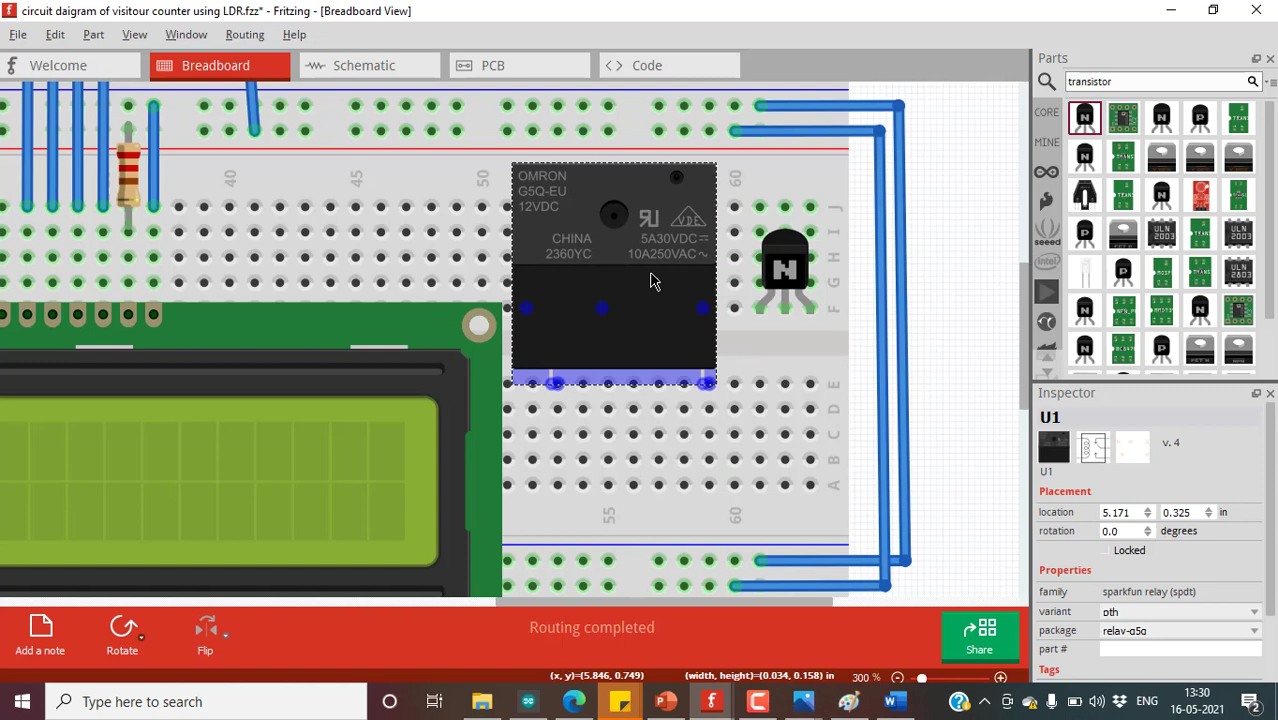 circuit daigram of visitour counter using LDR.fzz* - Fritzing - [Breadboard View]
File Edit Part View Window Routing Help
Welcome Breadboard Schematic PCB Code
Parts
transistor
CORE
MINE
seeed
intel
OMRON
G5Q-EU
12VDC
VDE
CHINA
2360YC
5A30VDC
10A250VAC
N
40 45 50 60
J
I
H
G
F
E
D
C
B
A
55 60
Inspector
U1
v. 4
U1
Placement
location 5.171 0.325 in
rotation 0.0 degrees
Locked
Properties
family sparkfun relay (spdt)
variant pth
package relay-g5q
part #
Tags
Add a note Rotate Flip
Routing completed
Share
(x, y)=(5.846, 0.749) (width, height)=(0.034, 0.158) in 300 %
Type here to search
ENG
13:30
16-05-2021
2